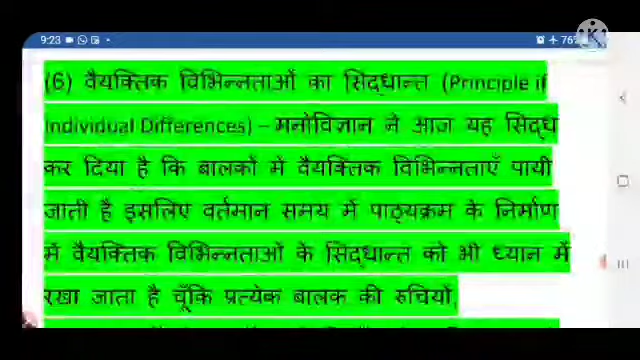 9:23
76%
(6) वैयक्तिक विभिन्नताओं का सिद्धान्त (Principle if
Individual Differences) – मनोविज्ञान ने आज यह सिद्ध
कर दिया है कि बालकों में वैयक्तिक विभिन्नताएँ पायी
जाती है इसलिए वर्तमान समय में पाठ्यक्रम के निर्माण
में वैयक्तिक विभिन्नताओं के सिद्धान्त को भी ध्यान में
रखा जाता है चूँकि प्रत्येक बालक की रुचियों,